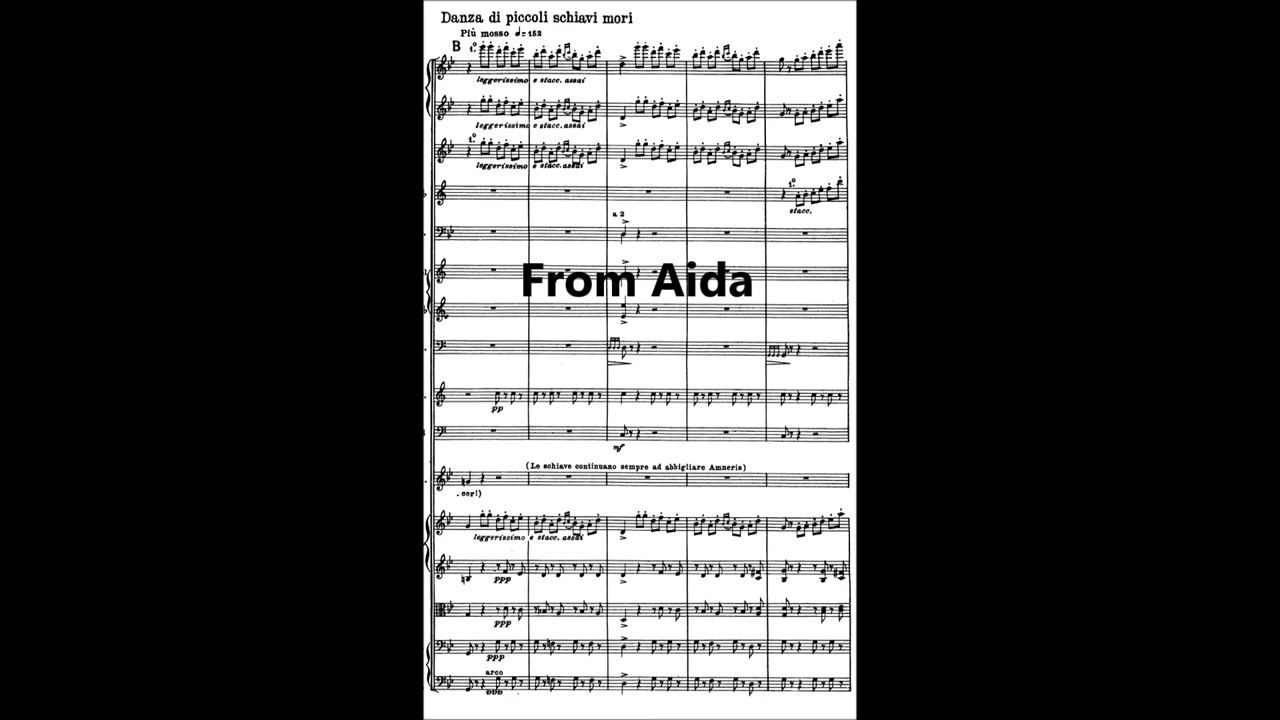 Danza di piccoli schiavi mori
Più mosso ♩=152
B
1.º
leggerissimo e stacc. assai
leggerissimo e stacc. assai
1.º
leggerissimo e stacc. assai
1.º
stacc.
a 2
From Aida
pp
mf
(Le schiave continuano sempre ad abbigliare Amneris)
- cor!)
leggerissimo e stacc. assai
ppp
ppp
ppp
arco
ppp